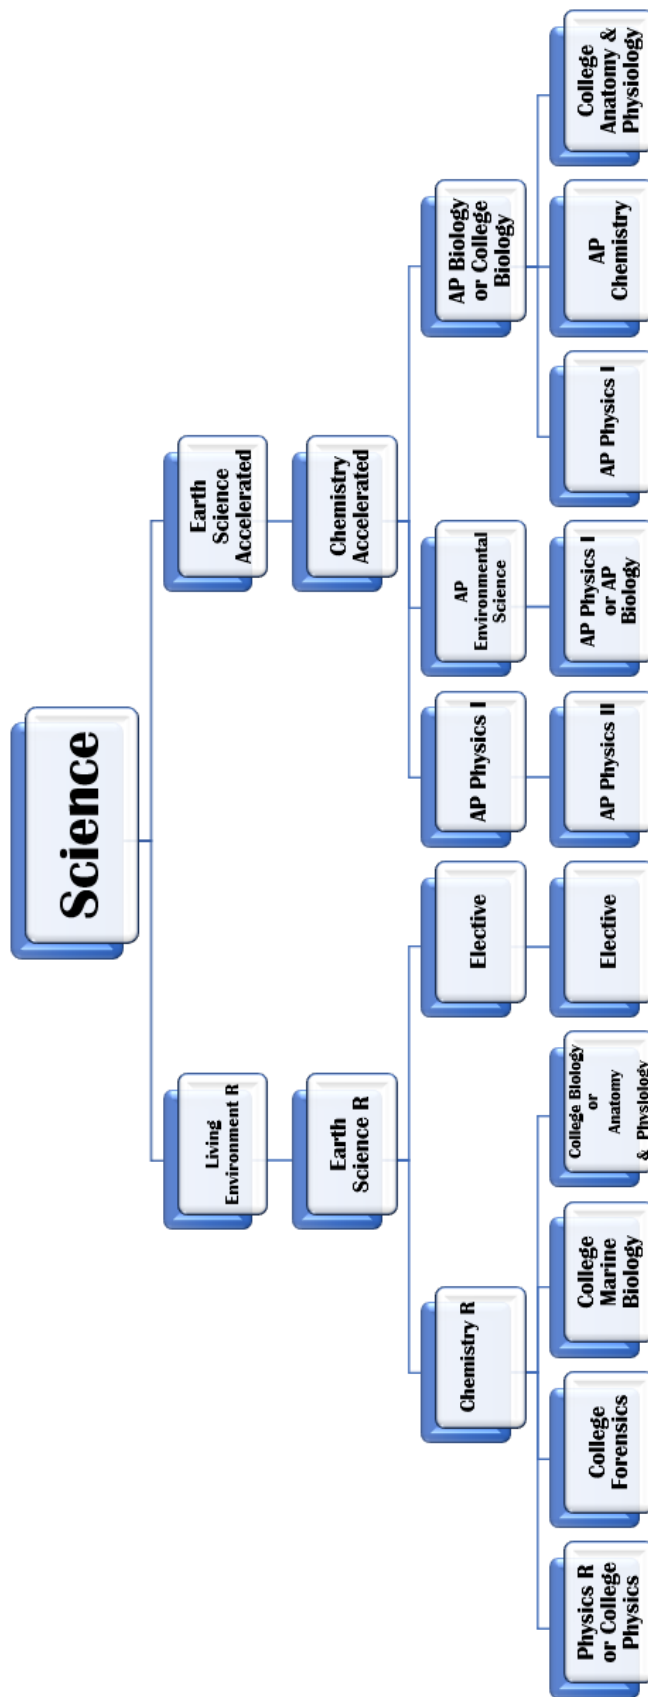 Science
Living
Environment R
Earth
Science
Accelerated
Earth
Science R
Chemistry
Accelerated
Chemistry R
Elective
AP Physics I
AP
Environmental
Science
AP Biology
or College
Biology
Physics R
or College
Physics
College
Forensics
College
Marine
Biology
College Biology
or
Anatomy
& Physiology
Elective
AP Physics II
AP Physics I
or AP
Biology
AP Physics I
AP
Chemistry
College
Anatomy &
Physiology